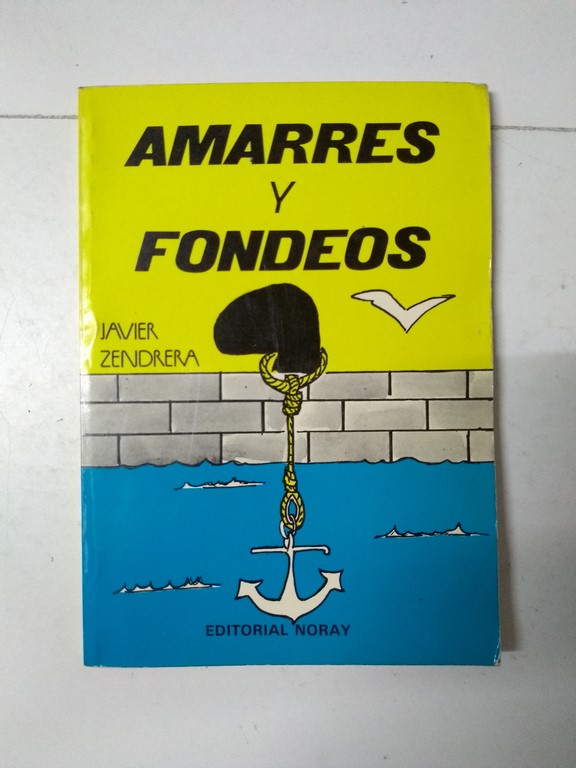 AMARRES
Y
FONDEOS
JAVIER
ZENDRERA
EDITORIAL NORAY